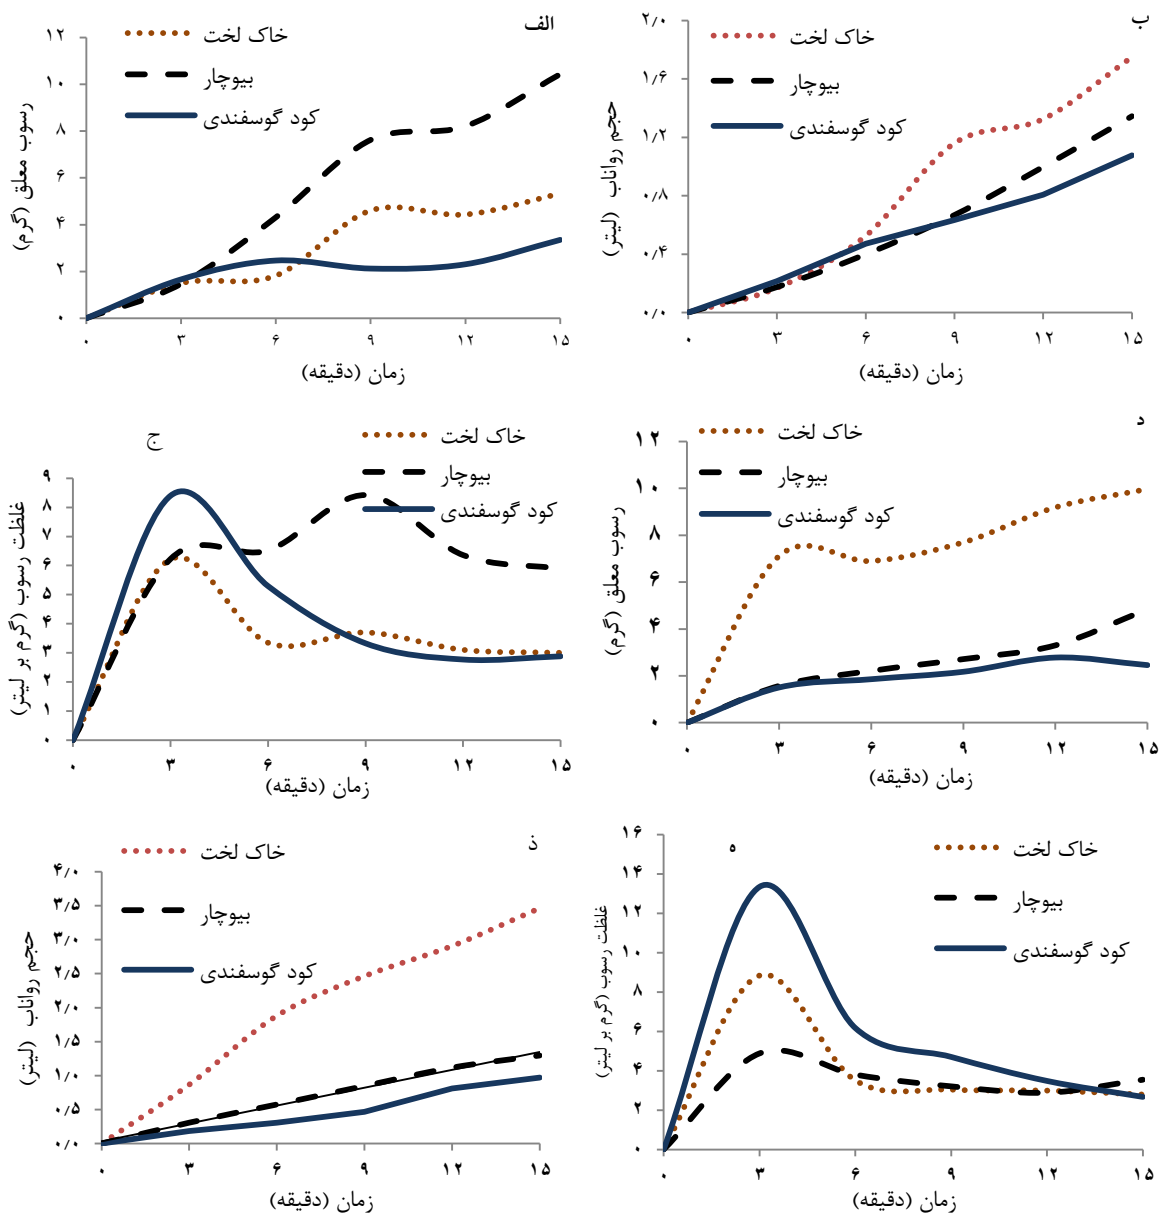 الف
خاک لخت
بیوچار
کود گوسفندی
رسوب معلق (گرم)
۱۲
۱۰
۸
۶
۴
۲
۰
۰ ۳ ۶ ۹ ۱۲ ۱۵
زمان (دقیقه)
ب
خاک لخت
بیوچار
کود گوسفندی
حجم رواناب (لیتر)
۲/۰
۱/۶
۱/۲
۰/۸
۰/۴
۰/۰
۰ ۳ ۶ ۹ ۱۲ ۱۵
زمان (دقیقه)
ج
خاک لخت
بیوچار
کود گوسفندی
غلظت رسوب (گرم بر لیتر)
۹
۸
۷
۶
۵
۴
۳
۲
۱
۰
۰ ۳ ۶ ۹ ۱۲ ۱۵
زمان (دقیقه)
د
خاک لخت
بیوچار
کود گوسفندی
رسوب معلق (گرم)
۱۲
۱۰
۸
۶
۴
۲
۰
۰ ۳ ۶ ۹ ۱۲ ۱۵
زمان (دقیقه)
ذ
خاک لخت
بیوچار
کود گوسفندی
حجم رواناب (لیتر)
۴/۰
۳/۵
۳/۰
۲/۵
۲/۰
۱/۵
۱/۰
۰/۵
۰/۰
۰ ۳ ۶ ۹ ۱۲ ۱۵
زمان (دقیقه)
ه
خاک لخت
بیوچار
کود گوسفندی
غلظت رسوب (گرم بر لیتر)
۱۶
۱۴
۱۲
۱۰
۸
۶
۴
۲
۰
۰ ۳ ۶ ۹ ۱۲ ۱۵
زمان (دقیقه)